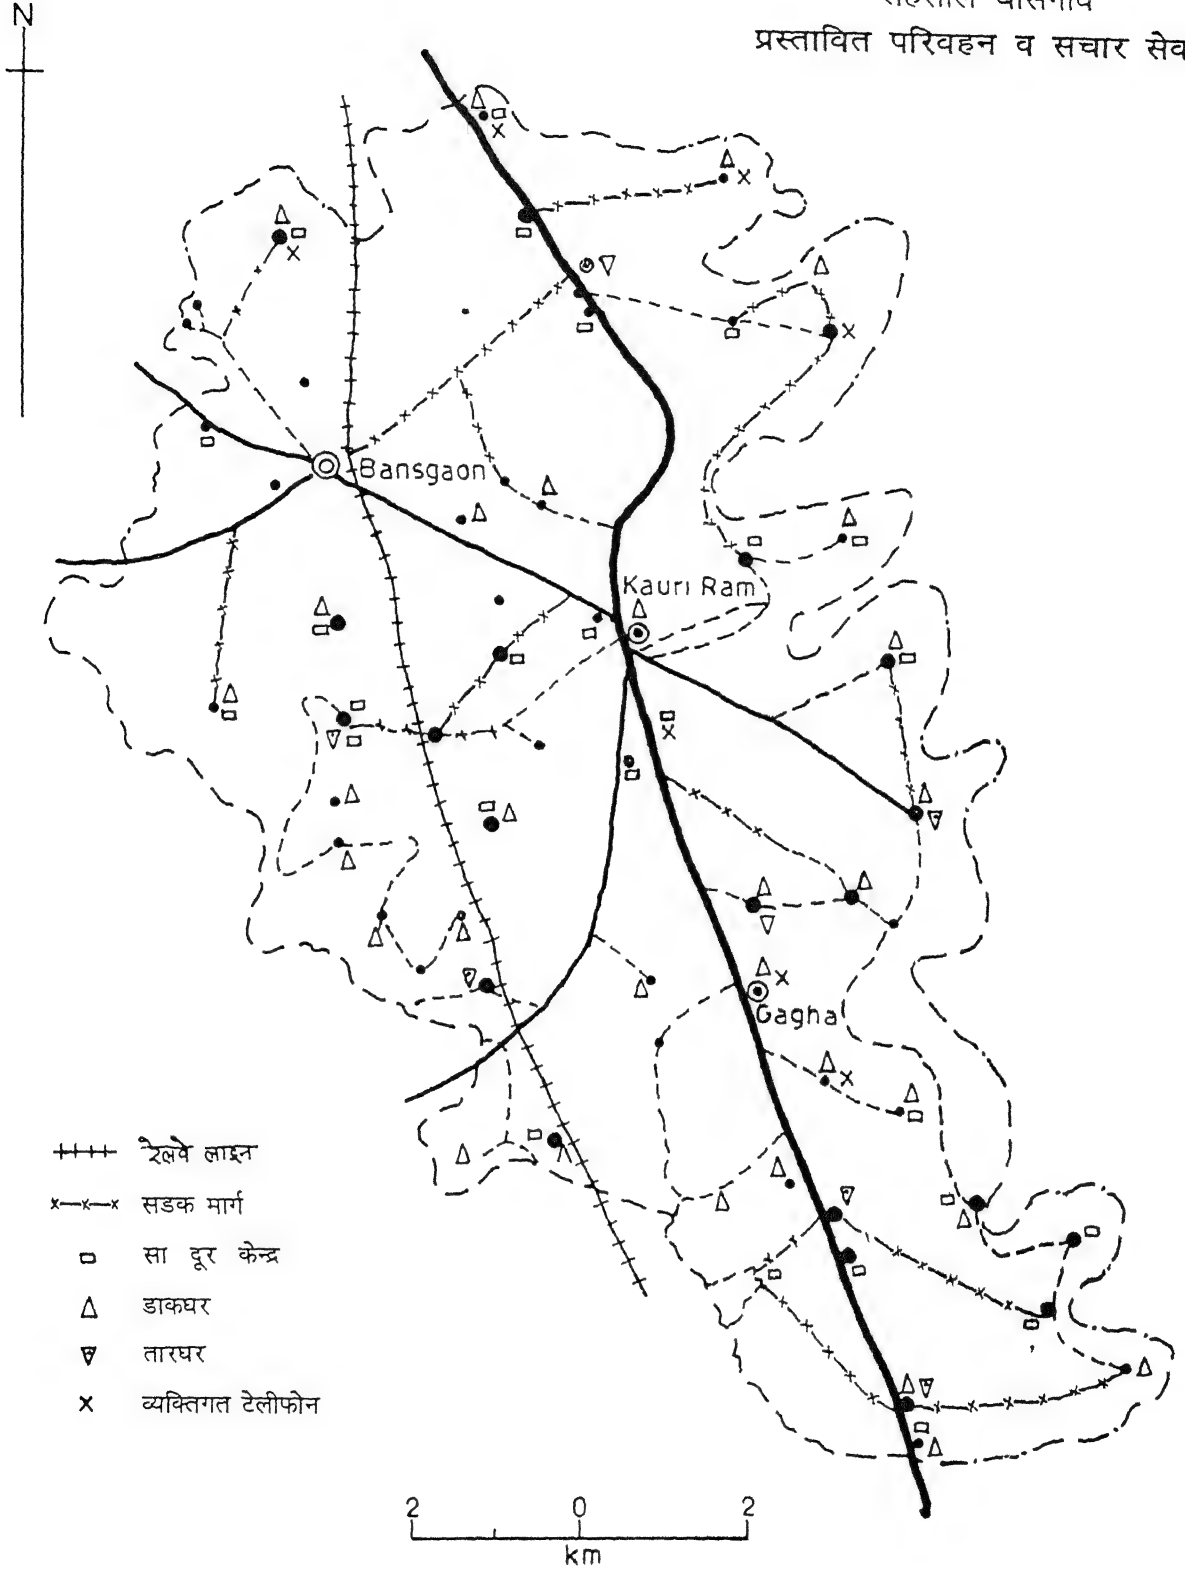 N
प्रस्तावित परिवहन व सचार सेव
Bansgaon
Kauri Ram
Gagha
रेलवे लाइन
x—x—x सडक मार्ग
सा दूर केन्द्र
डाकघर
तारघर
x व्यक्तिगत टेलीफोन
2 0 2
km